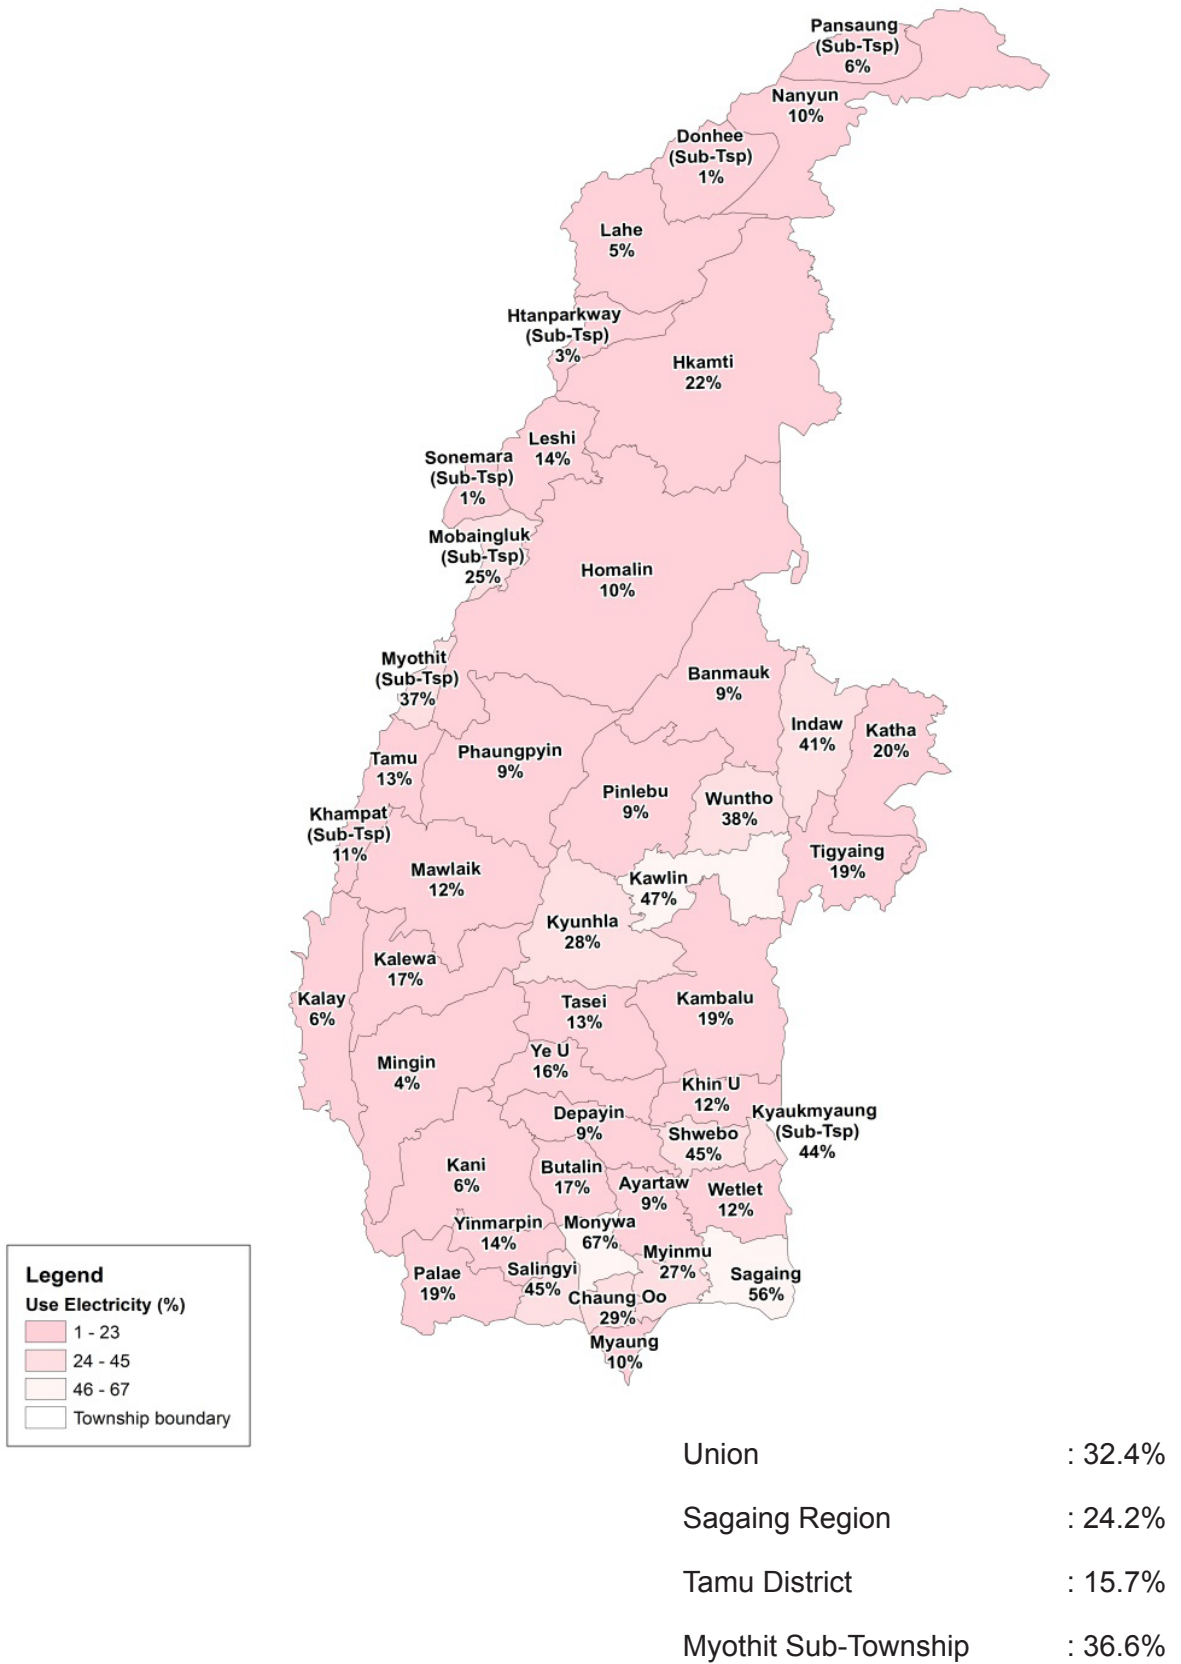 Pansaung
(Sub-Tsp)
6%
Nanyun
10%
Donhee
(Sub-Tsp)
1%
Lahe
5%
Htanparkway
(Sub-Tsp)
3%
Hkamti
22%
Leshi
14%
Sonemara
(Sub-Tsp)
1%
Mobaingluk
(Sub-Tsp)
25%
Homalin
10%
Myothit
(Sub-Tsp)
37%
Banmauk
9%
Indaw
41%
Katha
20%
Tamu
13%
Phaungpyin
9%
Pinlebu
9%
Wuntho
38%
Khampat
(Sub-Tsp)
11%
Mawlaik
12%
Tigyaing
19%
Kawlin
47%
Kyunhla
28%
Kalewa
17%
Kalay
6%
Tasei
13%
Kambalu
19%
Mingin
4%
Ye U
16%
Khin U
12%
Depayin
9%
Kyaukmyaung
(Sub-Tsp)
44%
Shwebo
45%
Kani
6%
Butalin
17%
Ayartaw
9%
Wetlet
12%
Yinmarpin
14%
Monywa
67%
Myinmu
27%
Palae
19%
Salingyi
45%
Sagaing
56%
Chaung Oo
29%
Myaung
10%
Legend
Use Electricity (%)
1 - 23
24 - 45
46 - 67
Township boundary
Union : 32.4%
Sagaing Region : 24.2%
Tamu District : 15.7%
Myothit Sub-Township : 36.6%